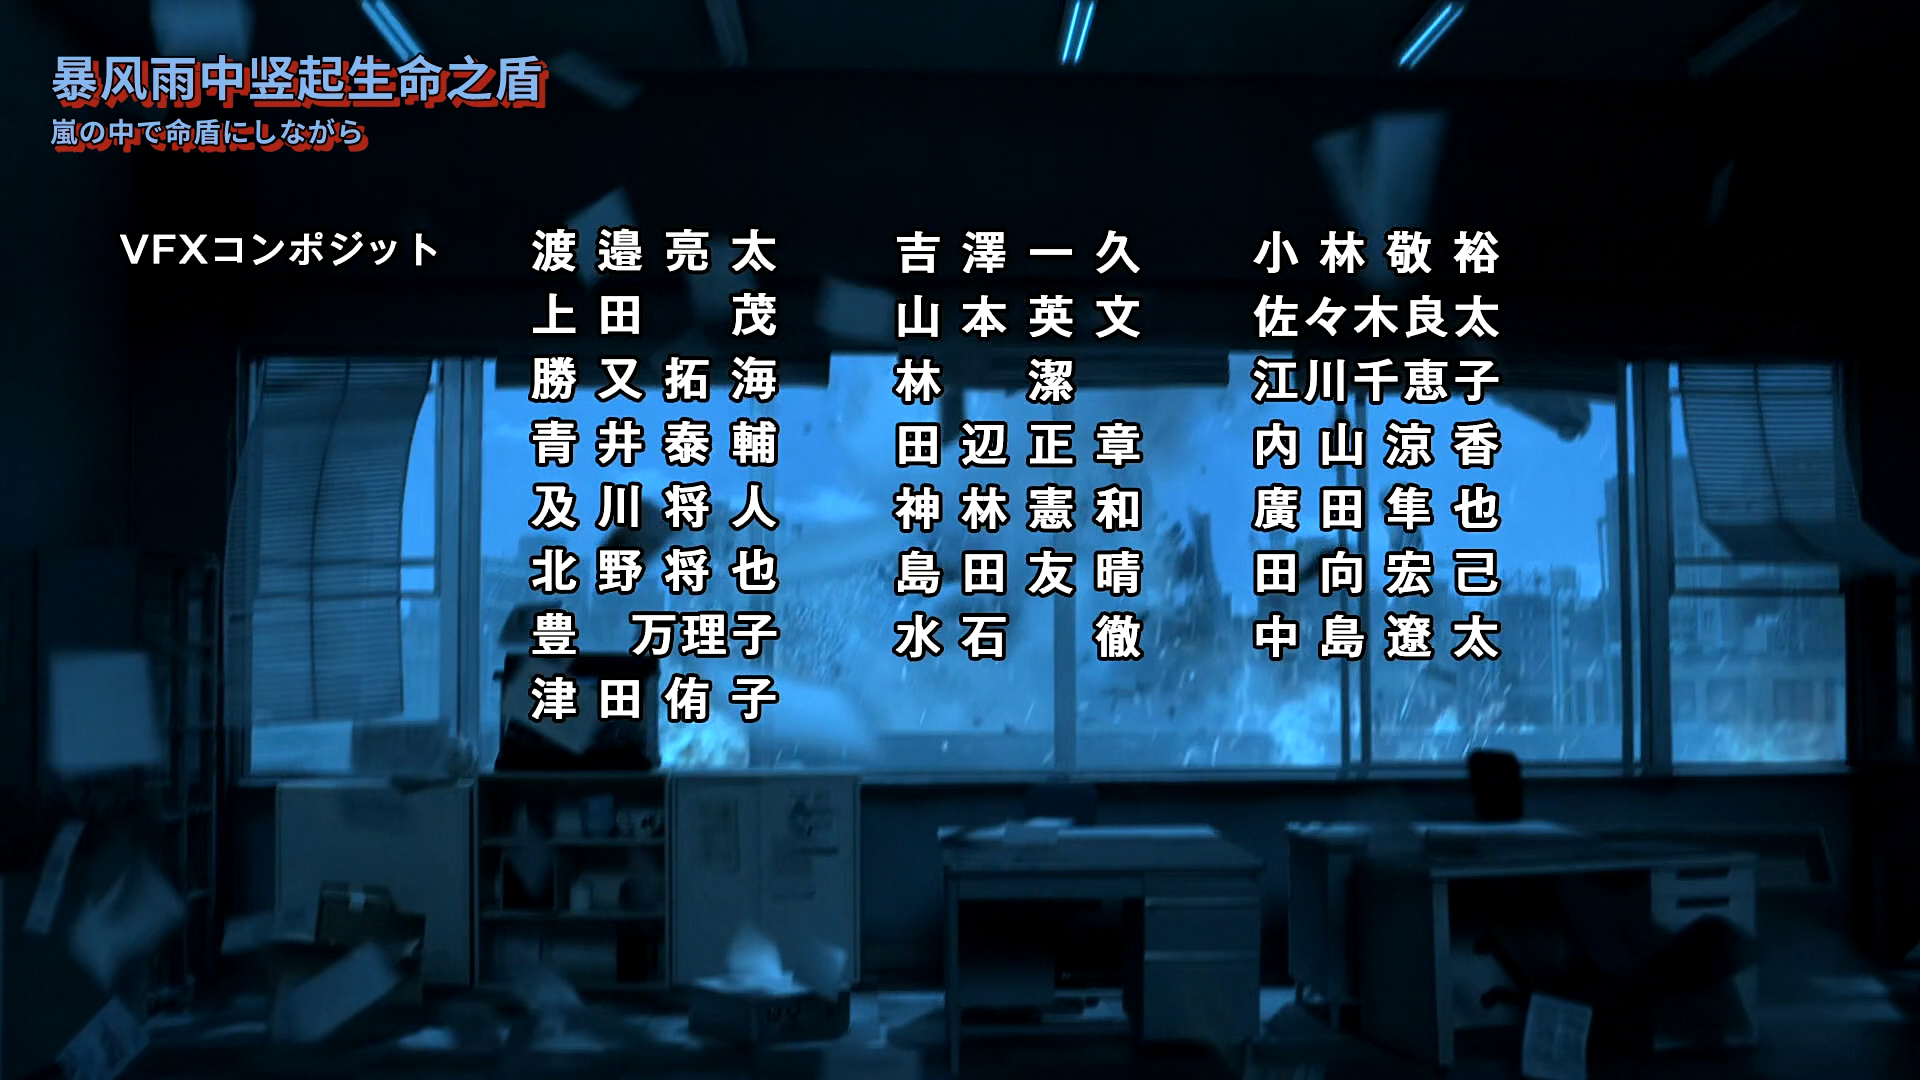 暴风雨中竖起生命之盾
嵐の中で命盾にしながら
VFXコンポジット 渡邉亮太 吉澤一久 小林敬裕
上田 茂 山本英文 佐々木良太
勝又拓海 林 潔 江川千恵子
青井泰輔 田辺正章 内山涼香
及川将人 神林憲和 廣田隼也
北野将也 島田友晴 田向宏己
豊 万理子 水石 徹 中島遼太
津田侑子